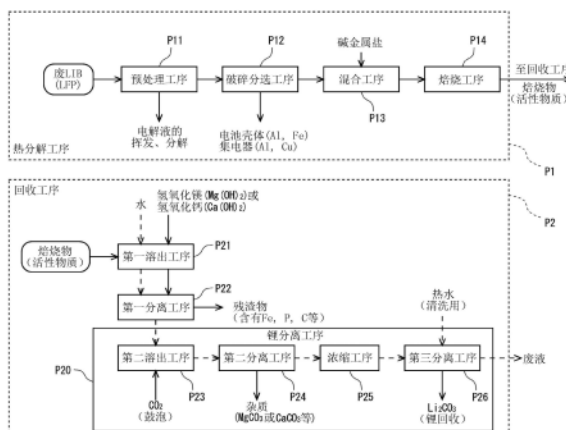 P11
P12
碱金属盐
P14
废LIB
(LFP)
预处理工序
破碎分选工序
混合工序
焙烧工序
至回收工序
焙烧物
(活性物质)
P13
电解液的
挥发、分解
电池壳体(Al, Fe)
集电器(Al, Cu)
热分解工序
P1
回收工序
P2
水
氢氧化镁(Mg(OH)₂)或
氢氧化钙(Ca(OH)₂)
P21
焙烧物
(活性物质)
第一溶出工序
P22
第一分离工序
残渣物
(含有Fe, P, C等)
热水
(清洗用)
锂分离工序
P20
第二溶出工序
第二分离工序
浓缩工序
第三分离工序
废液
P23
P24
P25
P26
CO₂
(鼓泡)
杂质
(MgCO₃或CaCO₃等)
Li₂CO₃
(锂回收)